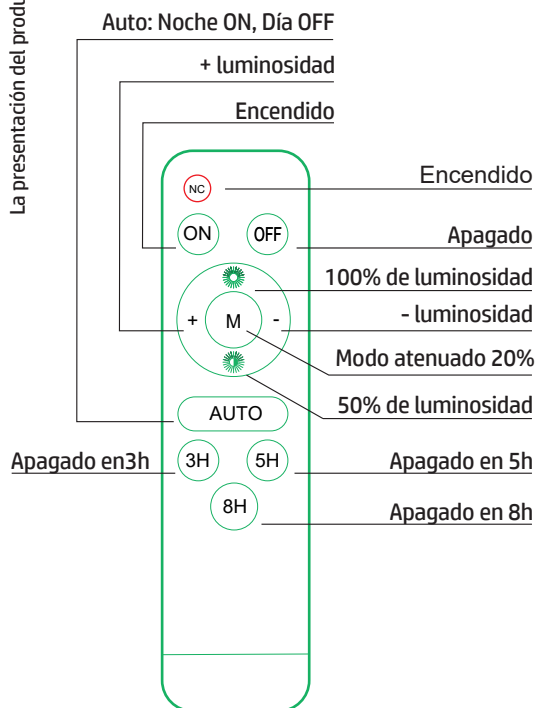 La presentación del produ
Auto: Noche ON, Día OFF
+ luminosidad
Encendido
NC
Encendido
ON
OFF
Apagado
100% de luminosidad
+
M
-
- luminosidad
Modo atenuado 20%
50% de luminosidad
AUTO
Apagado en3h
3H
5H
Apagado en 5h
8H
Apagado en 8h